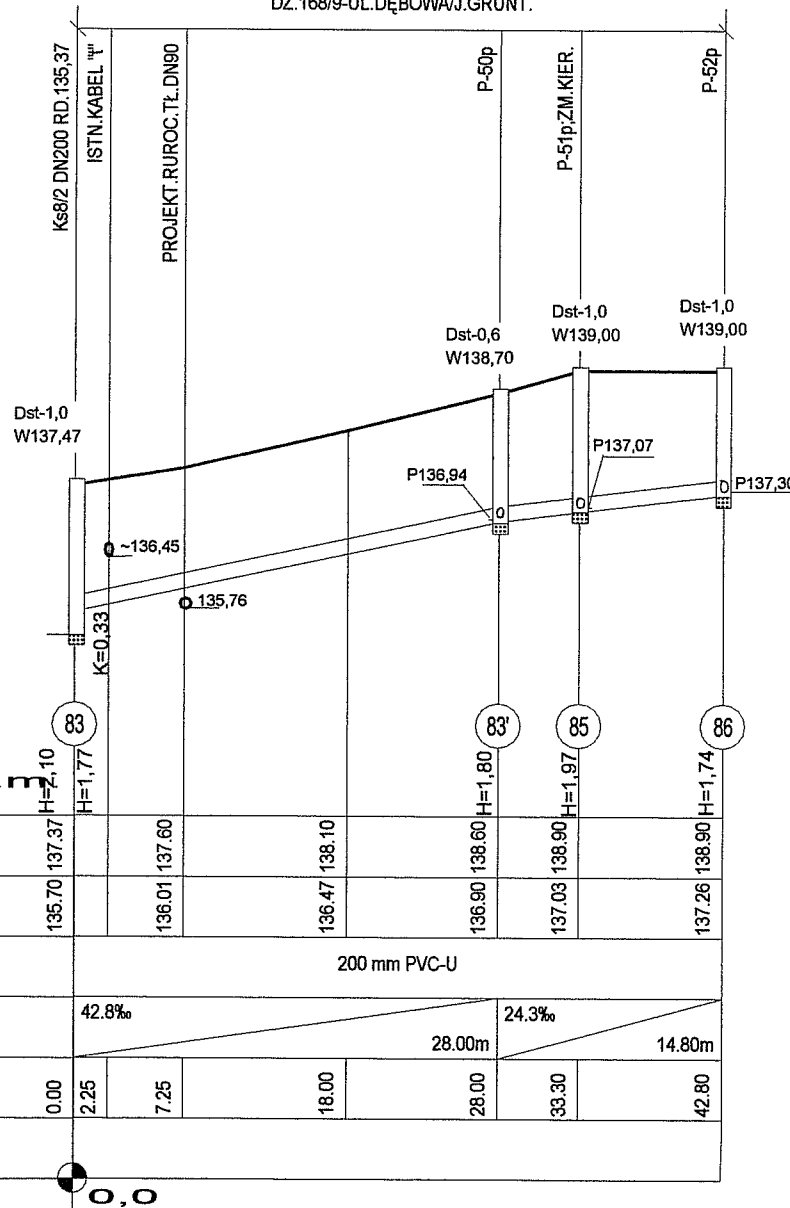 DZ.168/9-UL.DĘBOWA/J.GRUNT.
Ks8/2 DN200 RD.135,37
ISTN.KABEL "t"
PROJEKT.RUROC.TŁ.DN90
P-50p
P-51p;ZM.KIER.
P-52p
Dst-1,0
W137,47
Dst-0,6
W138,70
Dst-1,0
W139,00
Dst-1,0
W139,00
P136,94
P137,07
P137,30
~136,45
135,76
K=0,33
83
83'
85
86
m
H=2,10
H=1,77
H=1,80
H=1,97
H=1,74
137.37
137.60
138.10
138.60
138.90
138.90
135.70
136.01
136.47
136.90
137.03
137.26
200 mm PVC-U
42.8‰
28.00m
24.3‰
14.80m
0.00
2.25
7.25
18.00
28.00
33.30
42.80
0,0